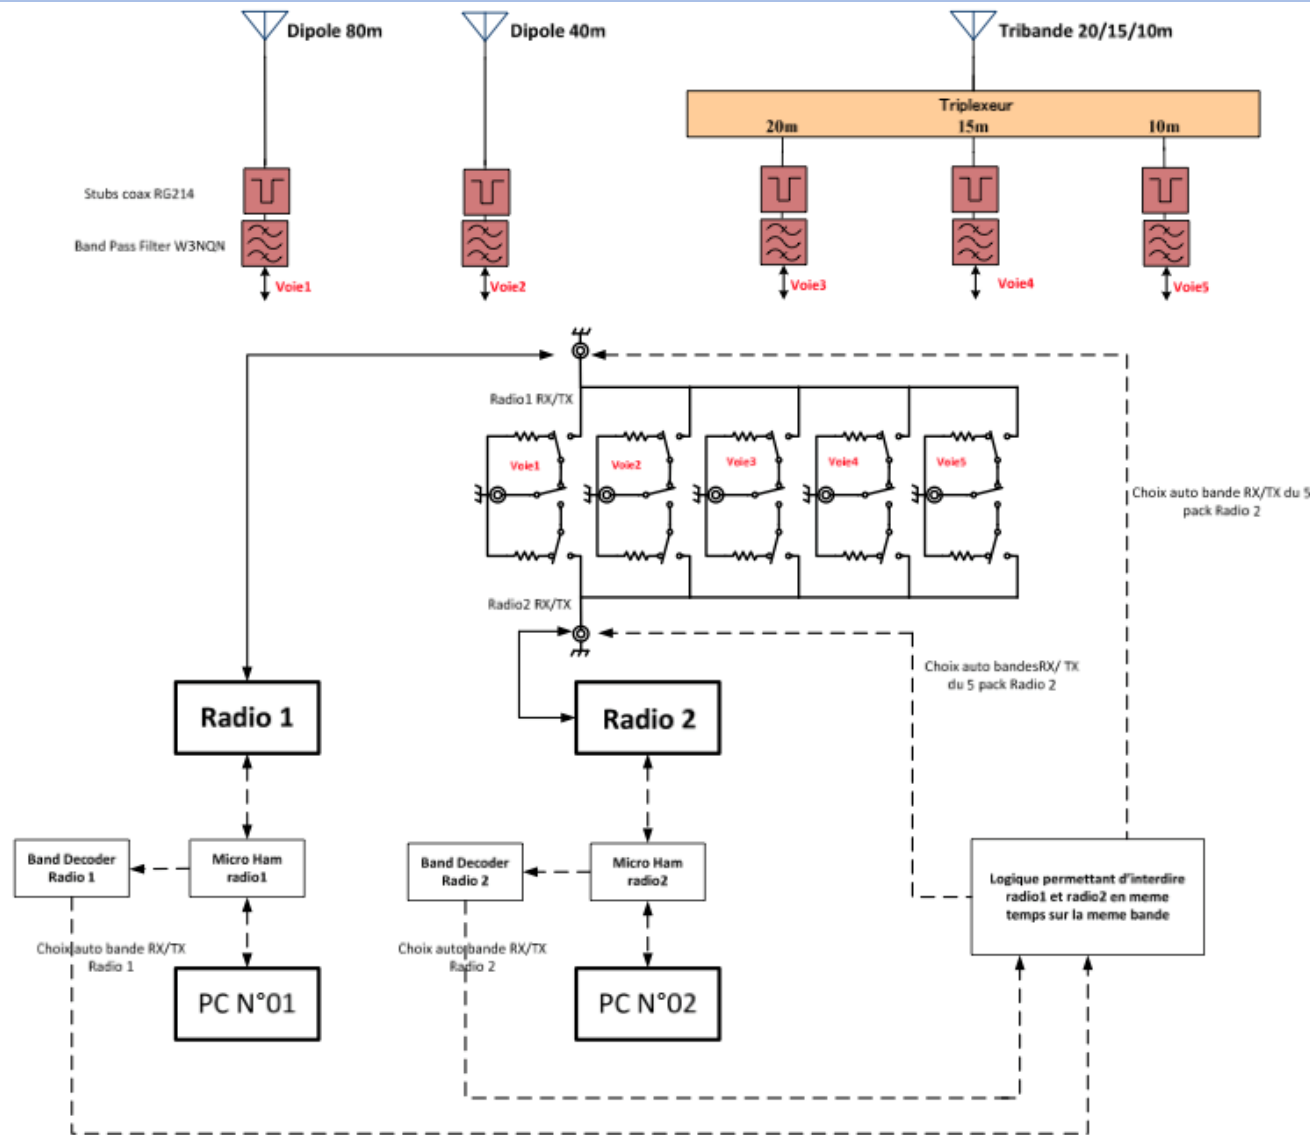 Dipole 80m
Dipole 40m
Tribande 20/15/10m
Triplexeur
20m
15m
10m
Stubs coax RG214
Band Pass Filter W3NQN
Voie1
Voie2
Voie3
Voie4
Voie5
Radio1 RX/TX
Voie1
Voie2
Voie3
Voie4
Voie5
Choix auto bande RX/TX du 5
pack Radio 2
Radio2 RX/TX
Choix auto bandesRX/ TX
du 5 pack Radio 2
Radio 1
Radio 2
Band Decoder
Radio 1
Micro Ham
radio1
Band Decoder
Radio 2
Micro Ham
radio2
Logique permettant d'interdire
radio1 et radio2 en meme
temps sur la meme bande
Choix auto bande RX/TX
Radio 1
Choix auto bande RX/TX
Radio 2
PC N°01
PC N°02